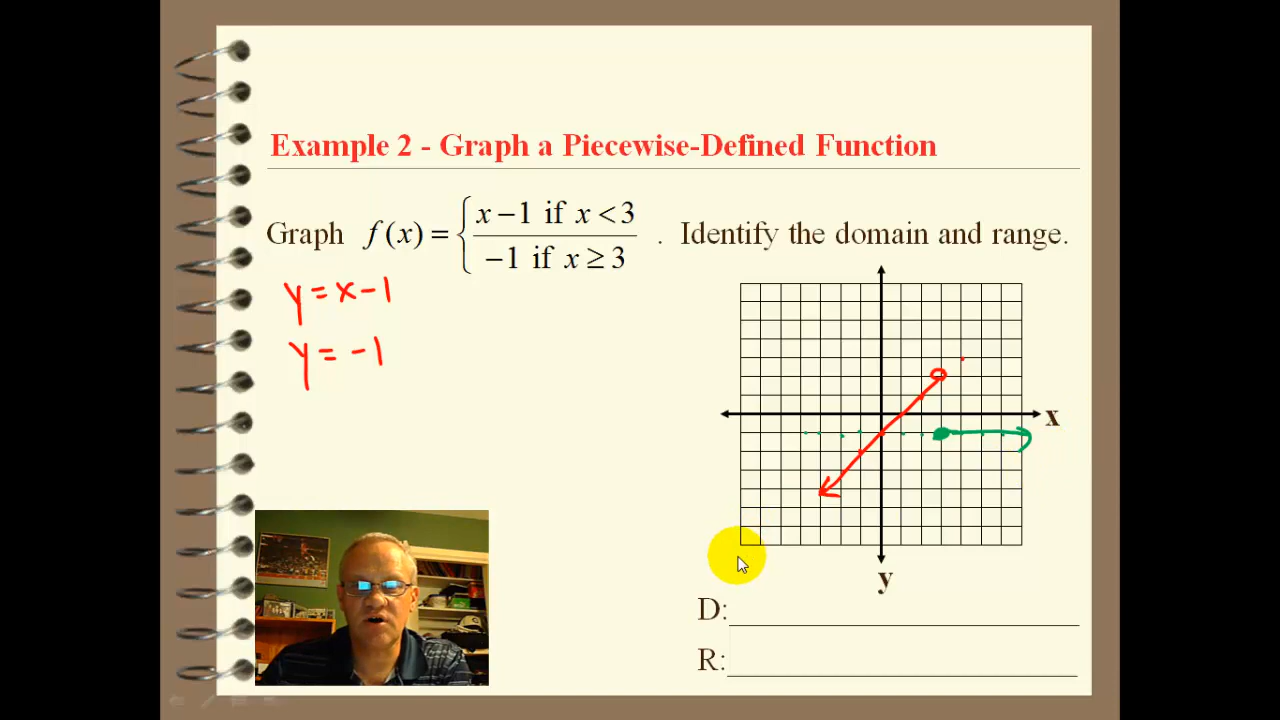 Example 2 - Graph a Piecewise-Defined Function
Graph f(x) = { x − 1 if x < 3 . Identify the domain and range.
−1 if x ≥ 3
y = x − 1
y = −1
x
y
D:
R: